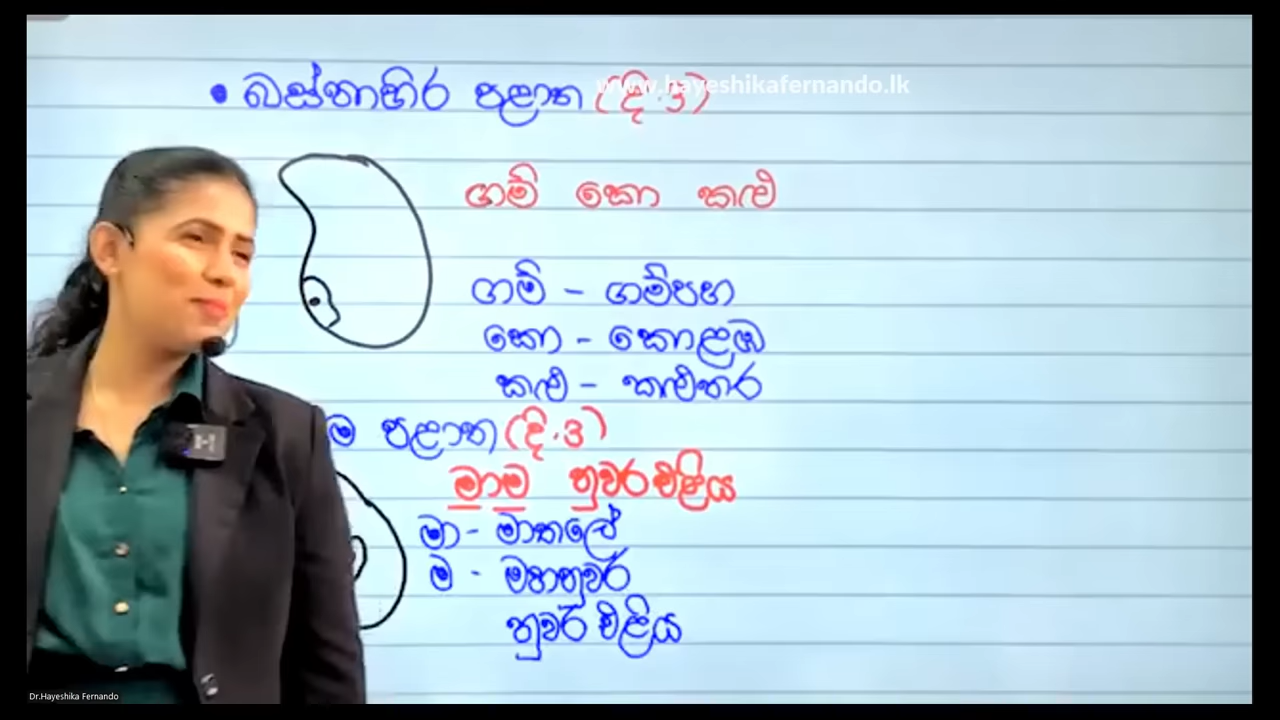 • බස්නාහිර පළාත (දි.3)
www.hayeshikafernando.lk
ගම් කො කළු
ගම් - ගම්පහ
කො - කොළඹ
කළු - කළුතර
ම පළාත (දි.3)
මාම නුවරඑළිය
මා - මාතලේ
ම - මහනුවර
නුවර එළිය
Dr.Hayeshika Fernando